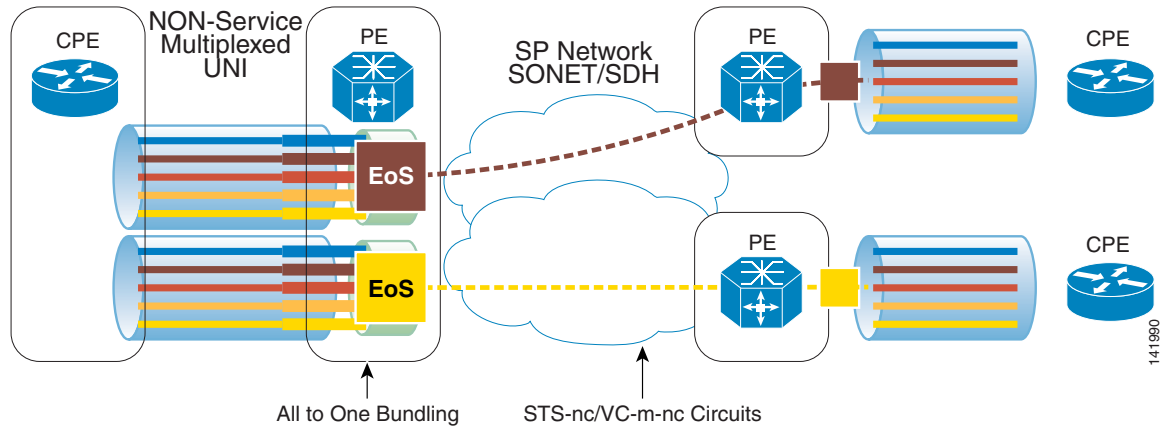 CPE
NON-Service
Multiplexed
UNI
PE
SP Network
SONET/SDH
PE
CPE
EoS
EoS
PE
CPE
All to One Bundling
STS-nc/VC-m-nc Circuits
141990